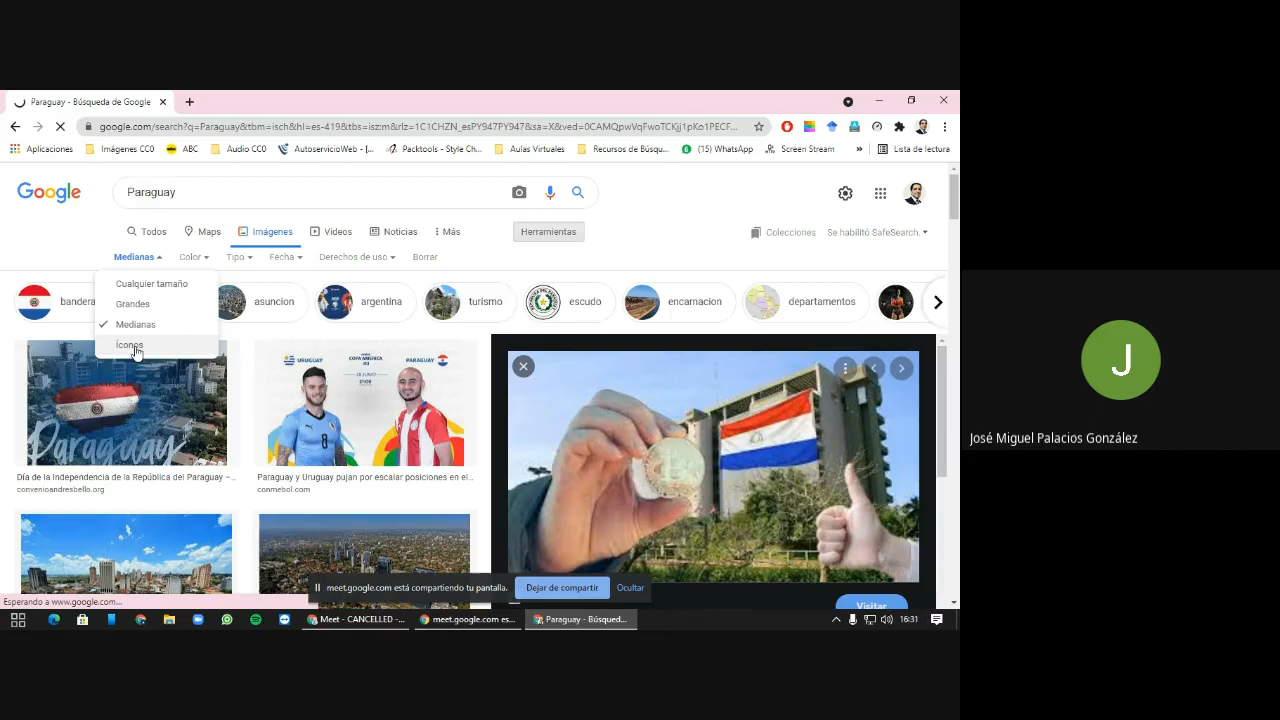 Paraguay - Búsqueda de Google
google.com/search?q=Paraguay&tbm=isch&hl=es-419&tbs=isz:m&rlz=1C1CHZN_esPY947PY947&sa=X&ved=0CAMQpwVqFwoTCKjj1pKo1PECF...
Aplicaciones
Imágenes CC0
ABC
Audio CC0
AutoservicioWeb - [...
Packtools - Style Ch...
Aulas Virtuales
Recursos de Búsqu...
(15) WhatsApp
Screen Stream
»
Lista de lectura
Google
Paraguay
Todos
Maps
Imágenes
Videos
Noticias
Más
Herramientas
Colecciones
Se habilitó SafeSearch.
Medianas
Color
Tipo
Fecha
Derechos de uso
Borrar
Cualquier tamaño
Grandes
Medianas
Íconos
bandera
asuncion
argentina
turismo
escudo
encarnacion
departamentos
URUGUAY
COPA AMERICA
PARAGUAY
Paraguay
Día de la Independencia de la República del Paraguay –...
convenioandresbello.org
Paraguay y Uruguay pujan por escalar posiciones en el...
conmebol.com
meet.google.com está compartiendo tu pantalla.
Dejar de compartir
Ocultar
Visitar
Esperando a www.google.com...
Meet - CANCELLED -...
meet.google.com es...
Paraguay - Búsqued...
16:31
J
José Miguel Palacios González